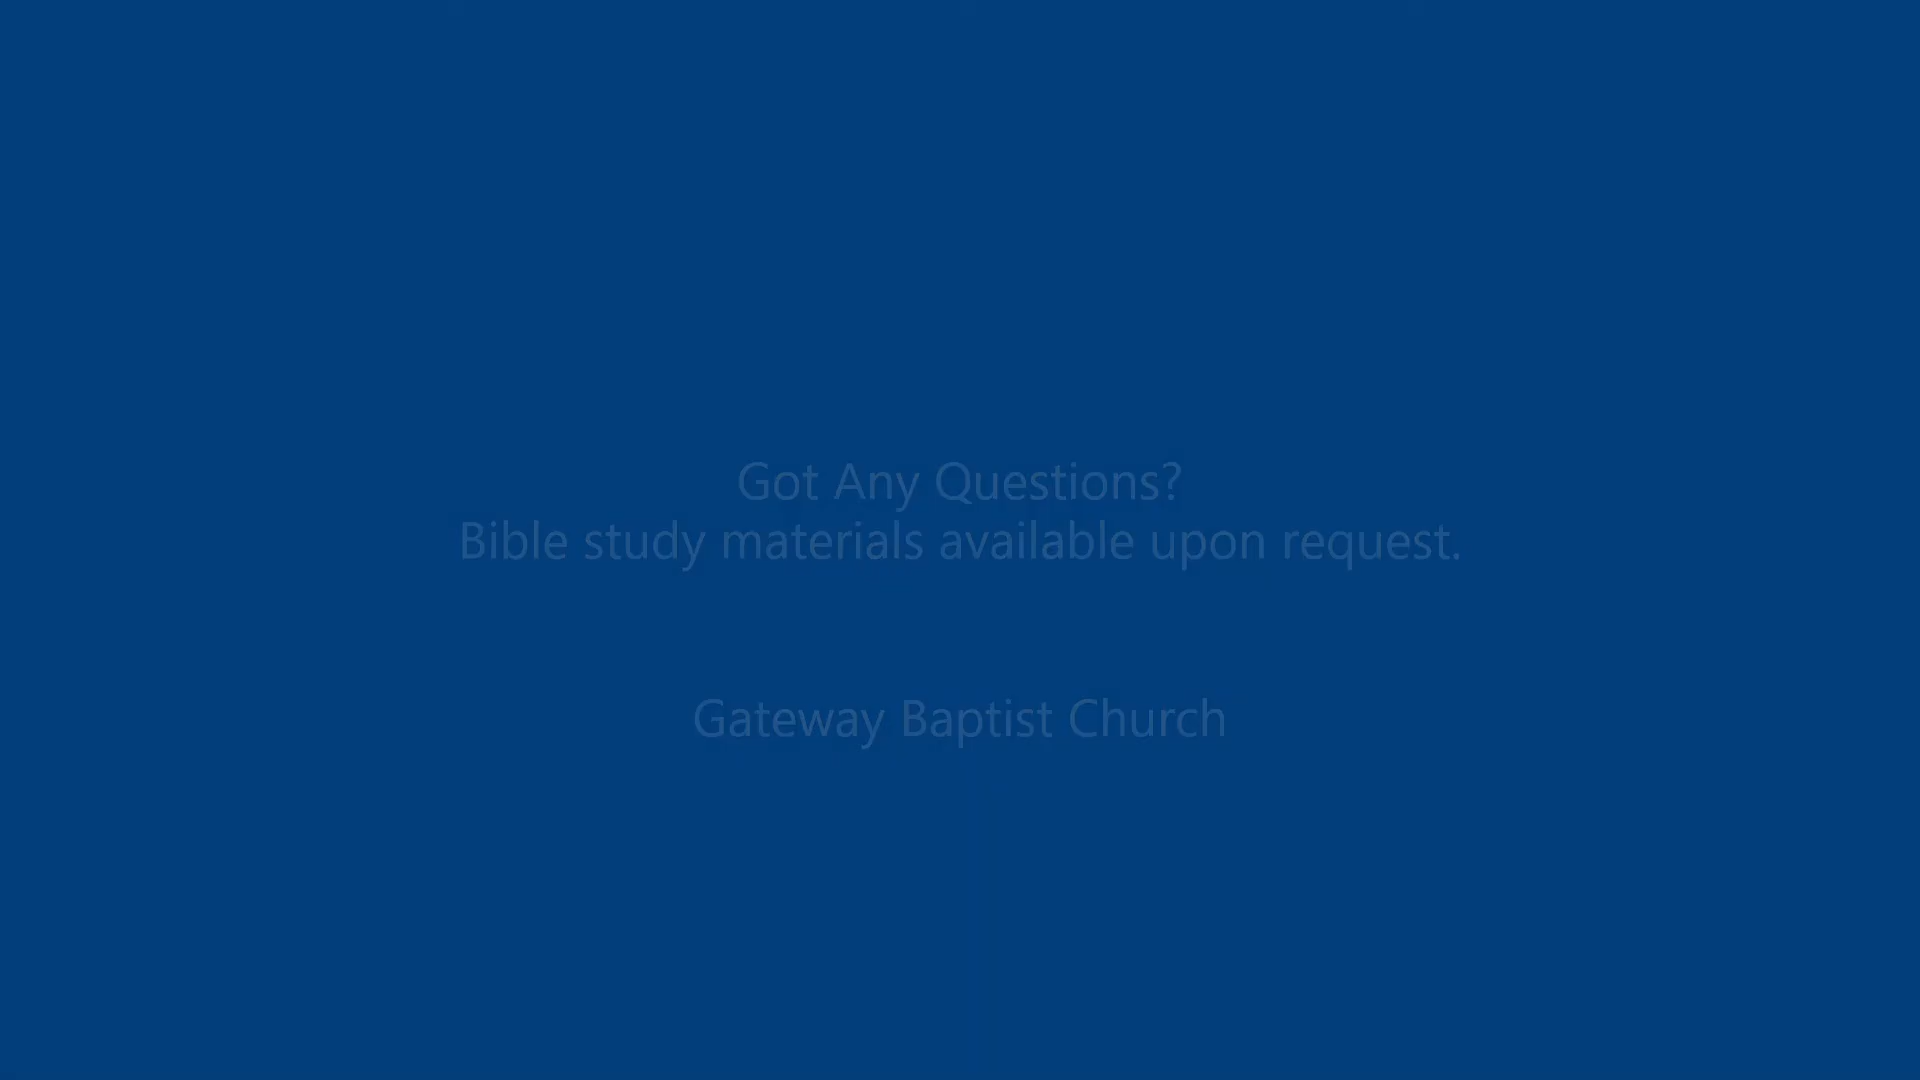 Got Any Questions?
Bible study materials available upon request.
Gateway Baptist Church